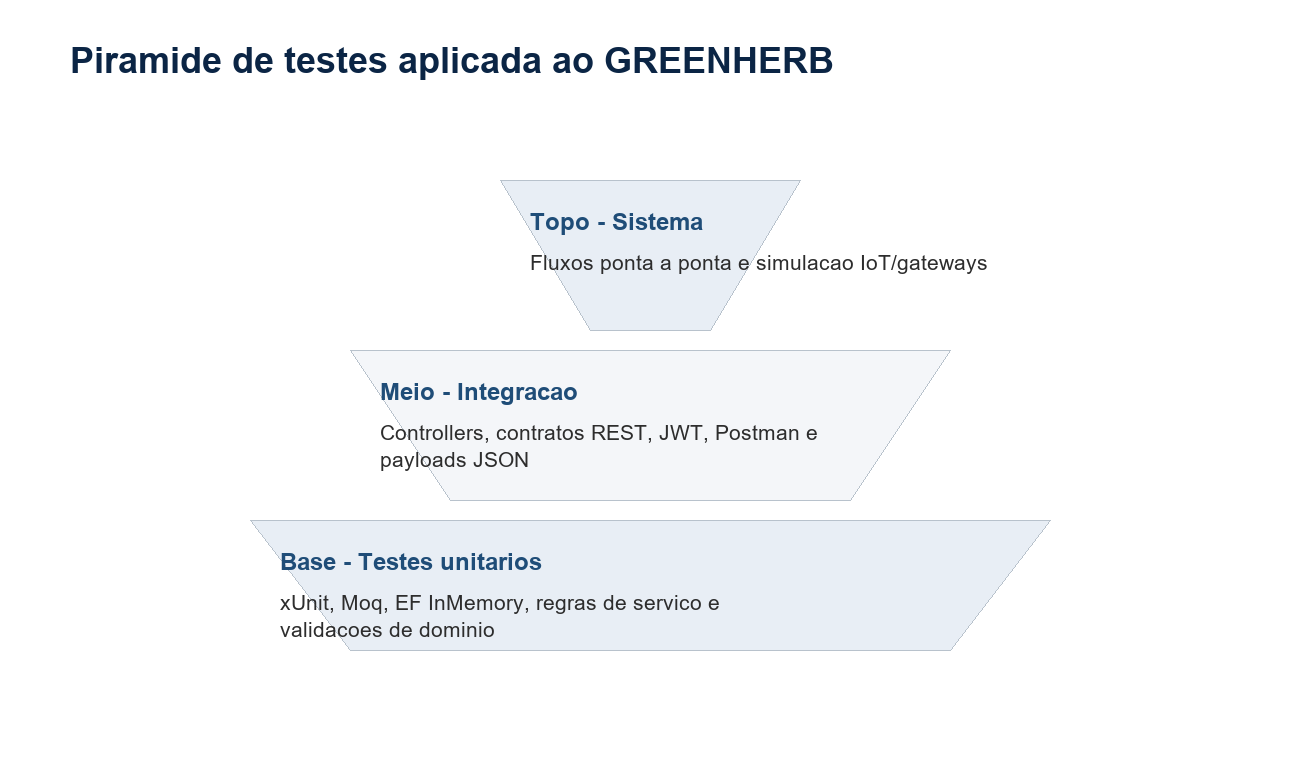 Piramide de testes aplicada ao GREENHERB
Topo - Sistema
Fluxos ponta a ponta e simulacao IoT/gateways
Meio - Integracao
Controllers, contratos REST, JWT, Postman e
payloads JSON
Base - Testes unitarios
xUnit, Moq, EF InMemory, regras de servico e
validacoes de dominio